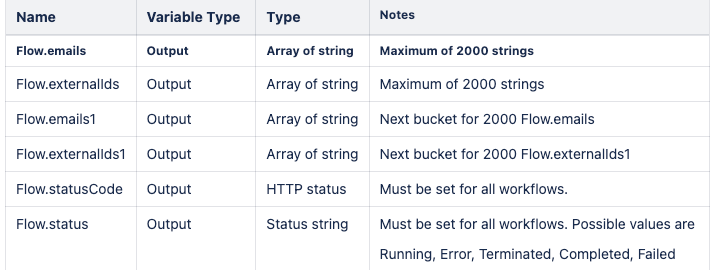 Name Variable Type Type Notes
Flow.emails Output Array of string Maximum of 2000 strings
Flow.externalIds Output Array of string Maximum of 2000 strings
Flow.emails1 Output Array of string Next bucket for 2000 Flow.emails
Flow.externalIds1 Output Array of string Next bucket for 2000 Flow.externalIds1
Flow.statusCode Output HTTP status Must be set for all workflows.
Flow.status Output Status string Must be set for all workflows. Possible values are
Running, Error, Terminated, Completed, Failed